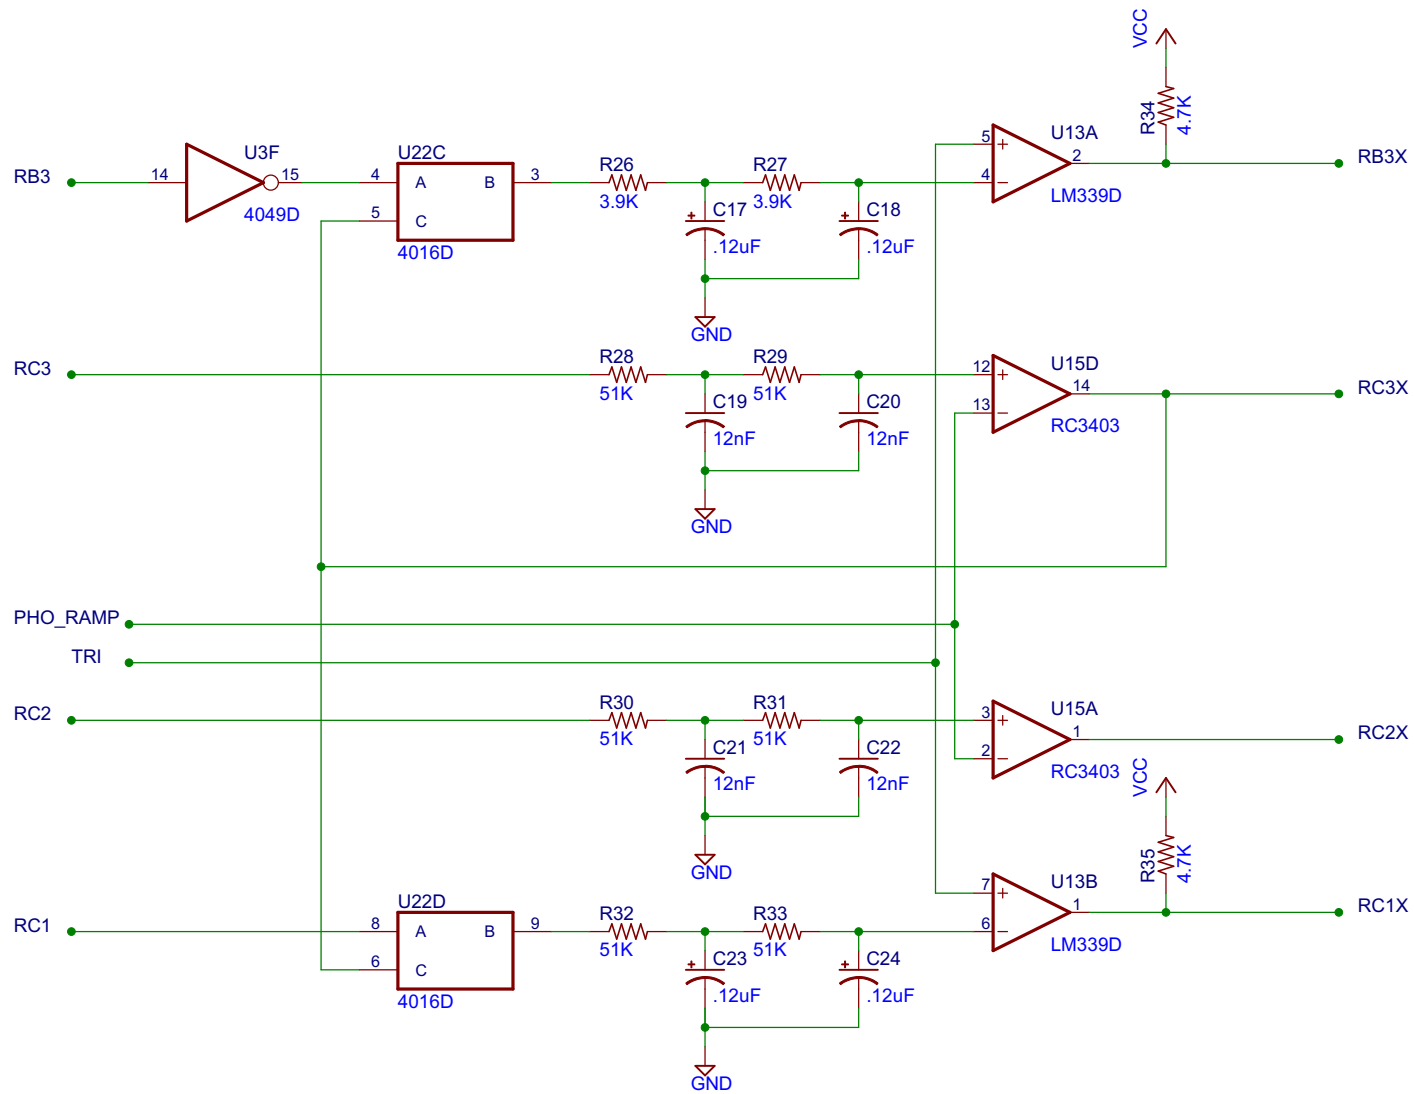 VCC
R34
4.7K
RB3
14
U3F
15
4049D
U22C
4
A
B
3
5
C
4016D
R26
3.9K
R27
3.9K
+
C17
.12uF
+
C18
.12uF
GND
5
+
4
−
U13A
2
LM339D
RB3X
RC3
R28
51K
R29
51K
C19
12nF
C20
12nF
GND
12
+
13
−
U15D
14
RC3403
RC3X
PHO_RAMP
TRI
RC2
R30
51K
R31
51K
C21
12nF
C22
12nF
GND
3
+
2
−
U15A
1
RC3403
RC2X
VCC
R35
4.7K
RC1
U22D
8
A
B
9
6
C
4016D
R32
51K
R33
51K
+
C23
.12uF
+
C24
.12uF
GND
7
+
6
−
U13B
1
LM339D
RC1X